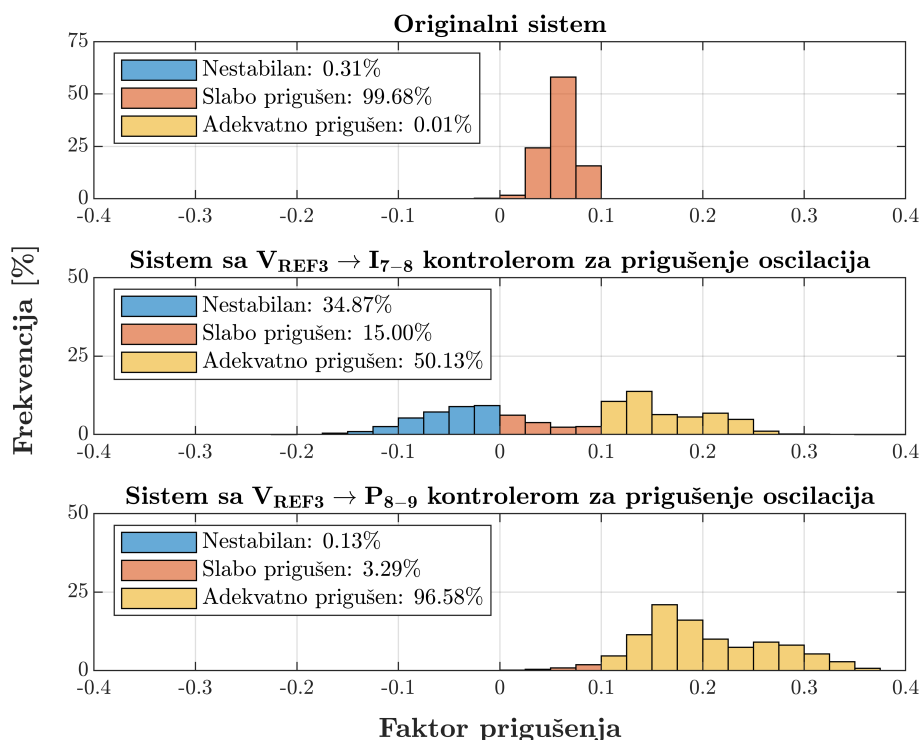 Originalni sistem
75
50
25
0
Nestabilan: 0.31%
Slabo prigušen: 99.68%
Adekvatno prigušen: 0.01%
-0.4 -0.3 -0.2 -0.1 0 0.1 0.2 0.3 0.4
Sistem sa V_REF3 → I_7−8 kontrolerom za prigušenje oscilacija
50
25
0
Nestabilan: 34.87%
Slabo prigušen: 15.00%
Adekvatno prigušen: 50.13%
-0.4 -0.3 -0.2 -0.1 0 0.1 0.2 0.3 0.4
Frekvencija [%]
Sistem sa V_REF3 → P_8−9 kontrolerom za prigušenje oscilacija
50
25
0
Nestabilan: 0.13%
Slabo prigušen: 3.29%
Adekvatno prigušen: 96.58%
-0.4 -0.3 -0.2 -0.1 0 0.1 0.2 0.3 0.4
Faktor prigušenja